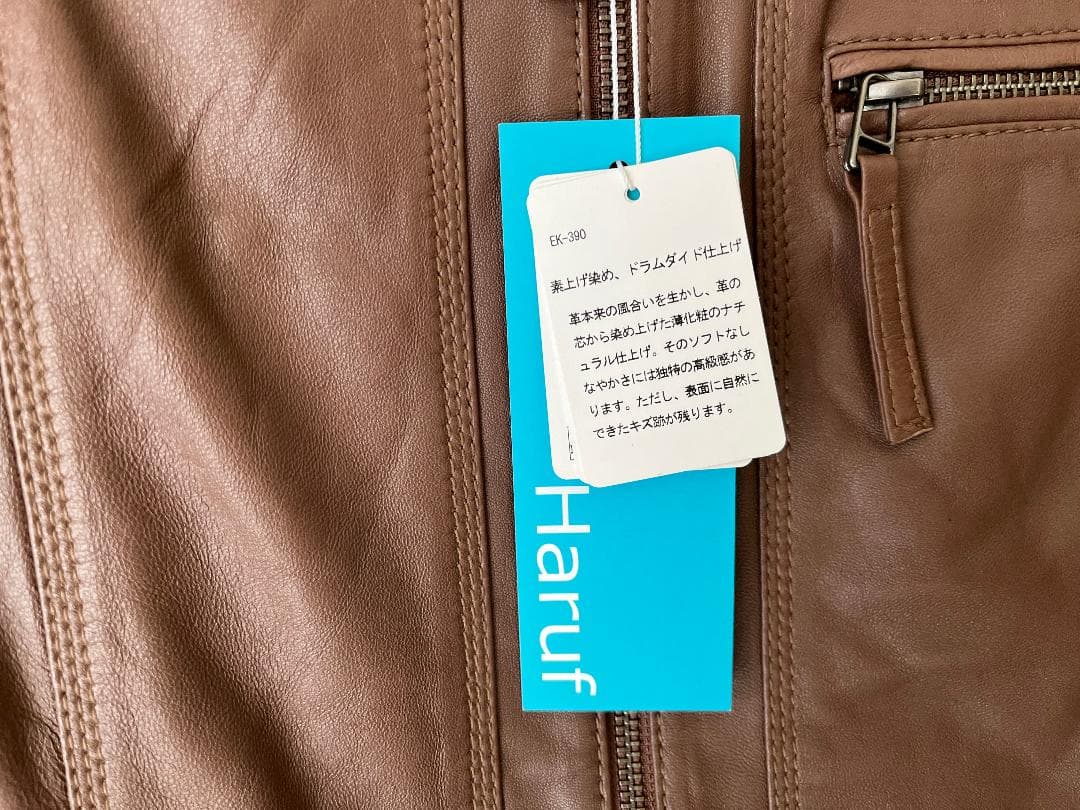 EK-390
素上げ染め、ドラムダイド仕上げ
革本来の風合いを生かし、革の
芯から染め上げた薄化粧のナチ
ュラル仕上げ。そのソフトなし
なやかさには独特の高級感があ
ります。ただし、表面に自然に
できたキズ跡が残ります。
Haruf